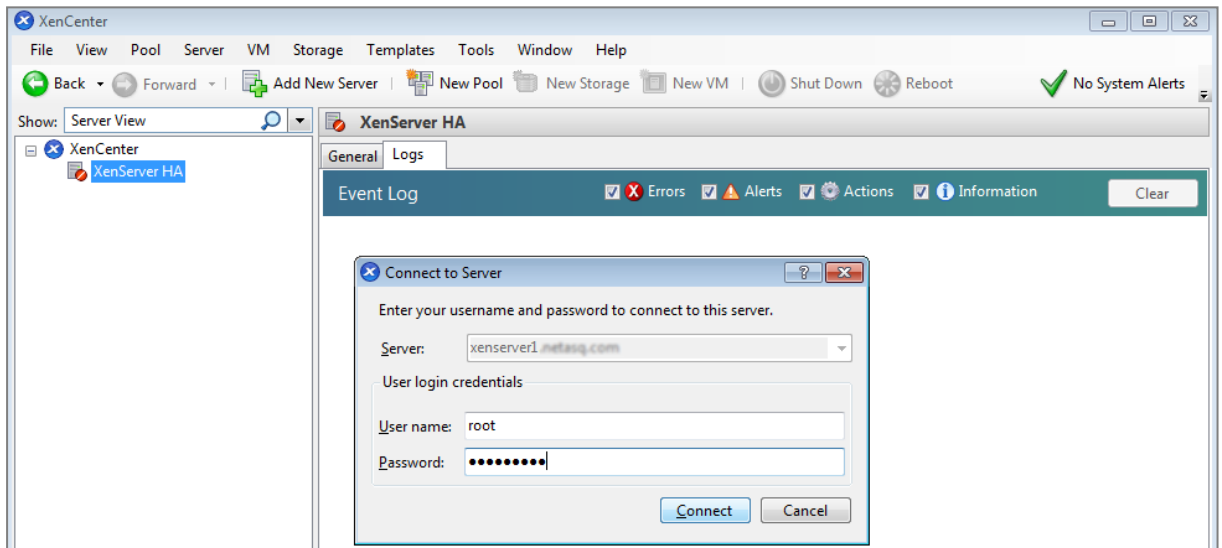 XenCenter
File View Pool Server VM Storage Templates Tools Window Help
Back Forward Add New Server New Pool New Storage New VM Shut Down Reboot No System Alerts
Show: Server View
XenServer HA
XenCenter
XenServer HA
General Logs
Event Log Errors Alerts Actions Information Clear
Connect to Server
Enter your username and password to connect to this server.
Server: xenserver1
User login credentials
User name: root
Password: •••••••••
Connect Cancel